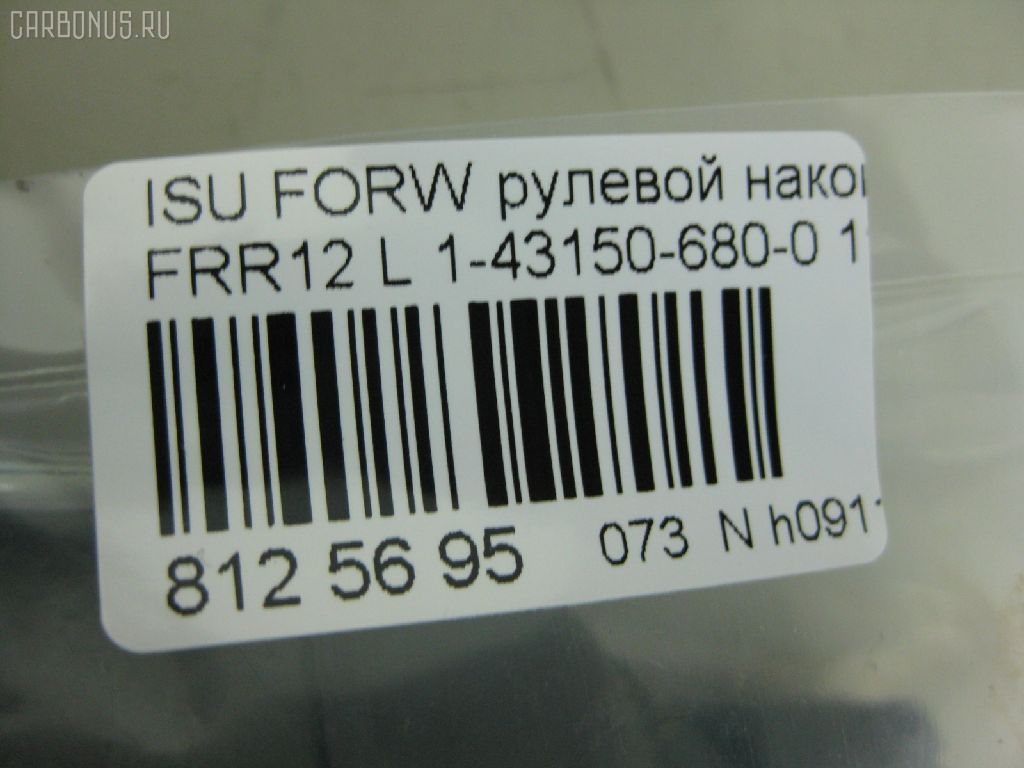 CARBONUS.RU
ISU FORW рулевой нако
FRR12 L 1-43150-680-0 1
812 56 95 073 N h091